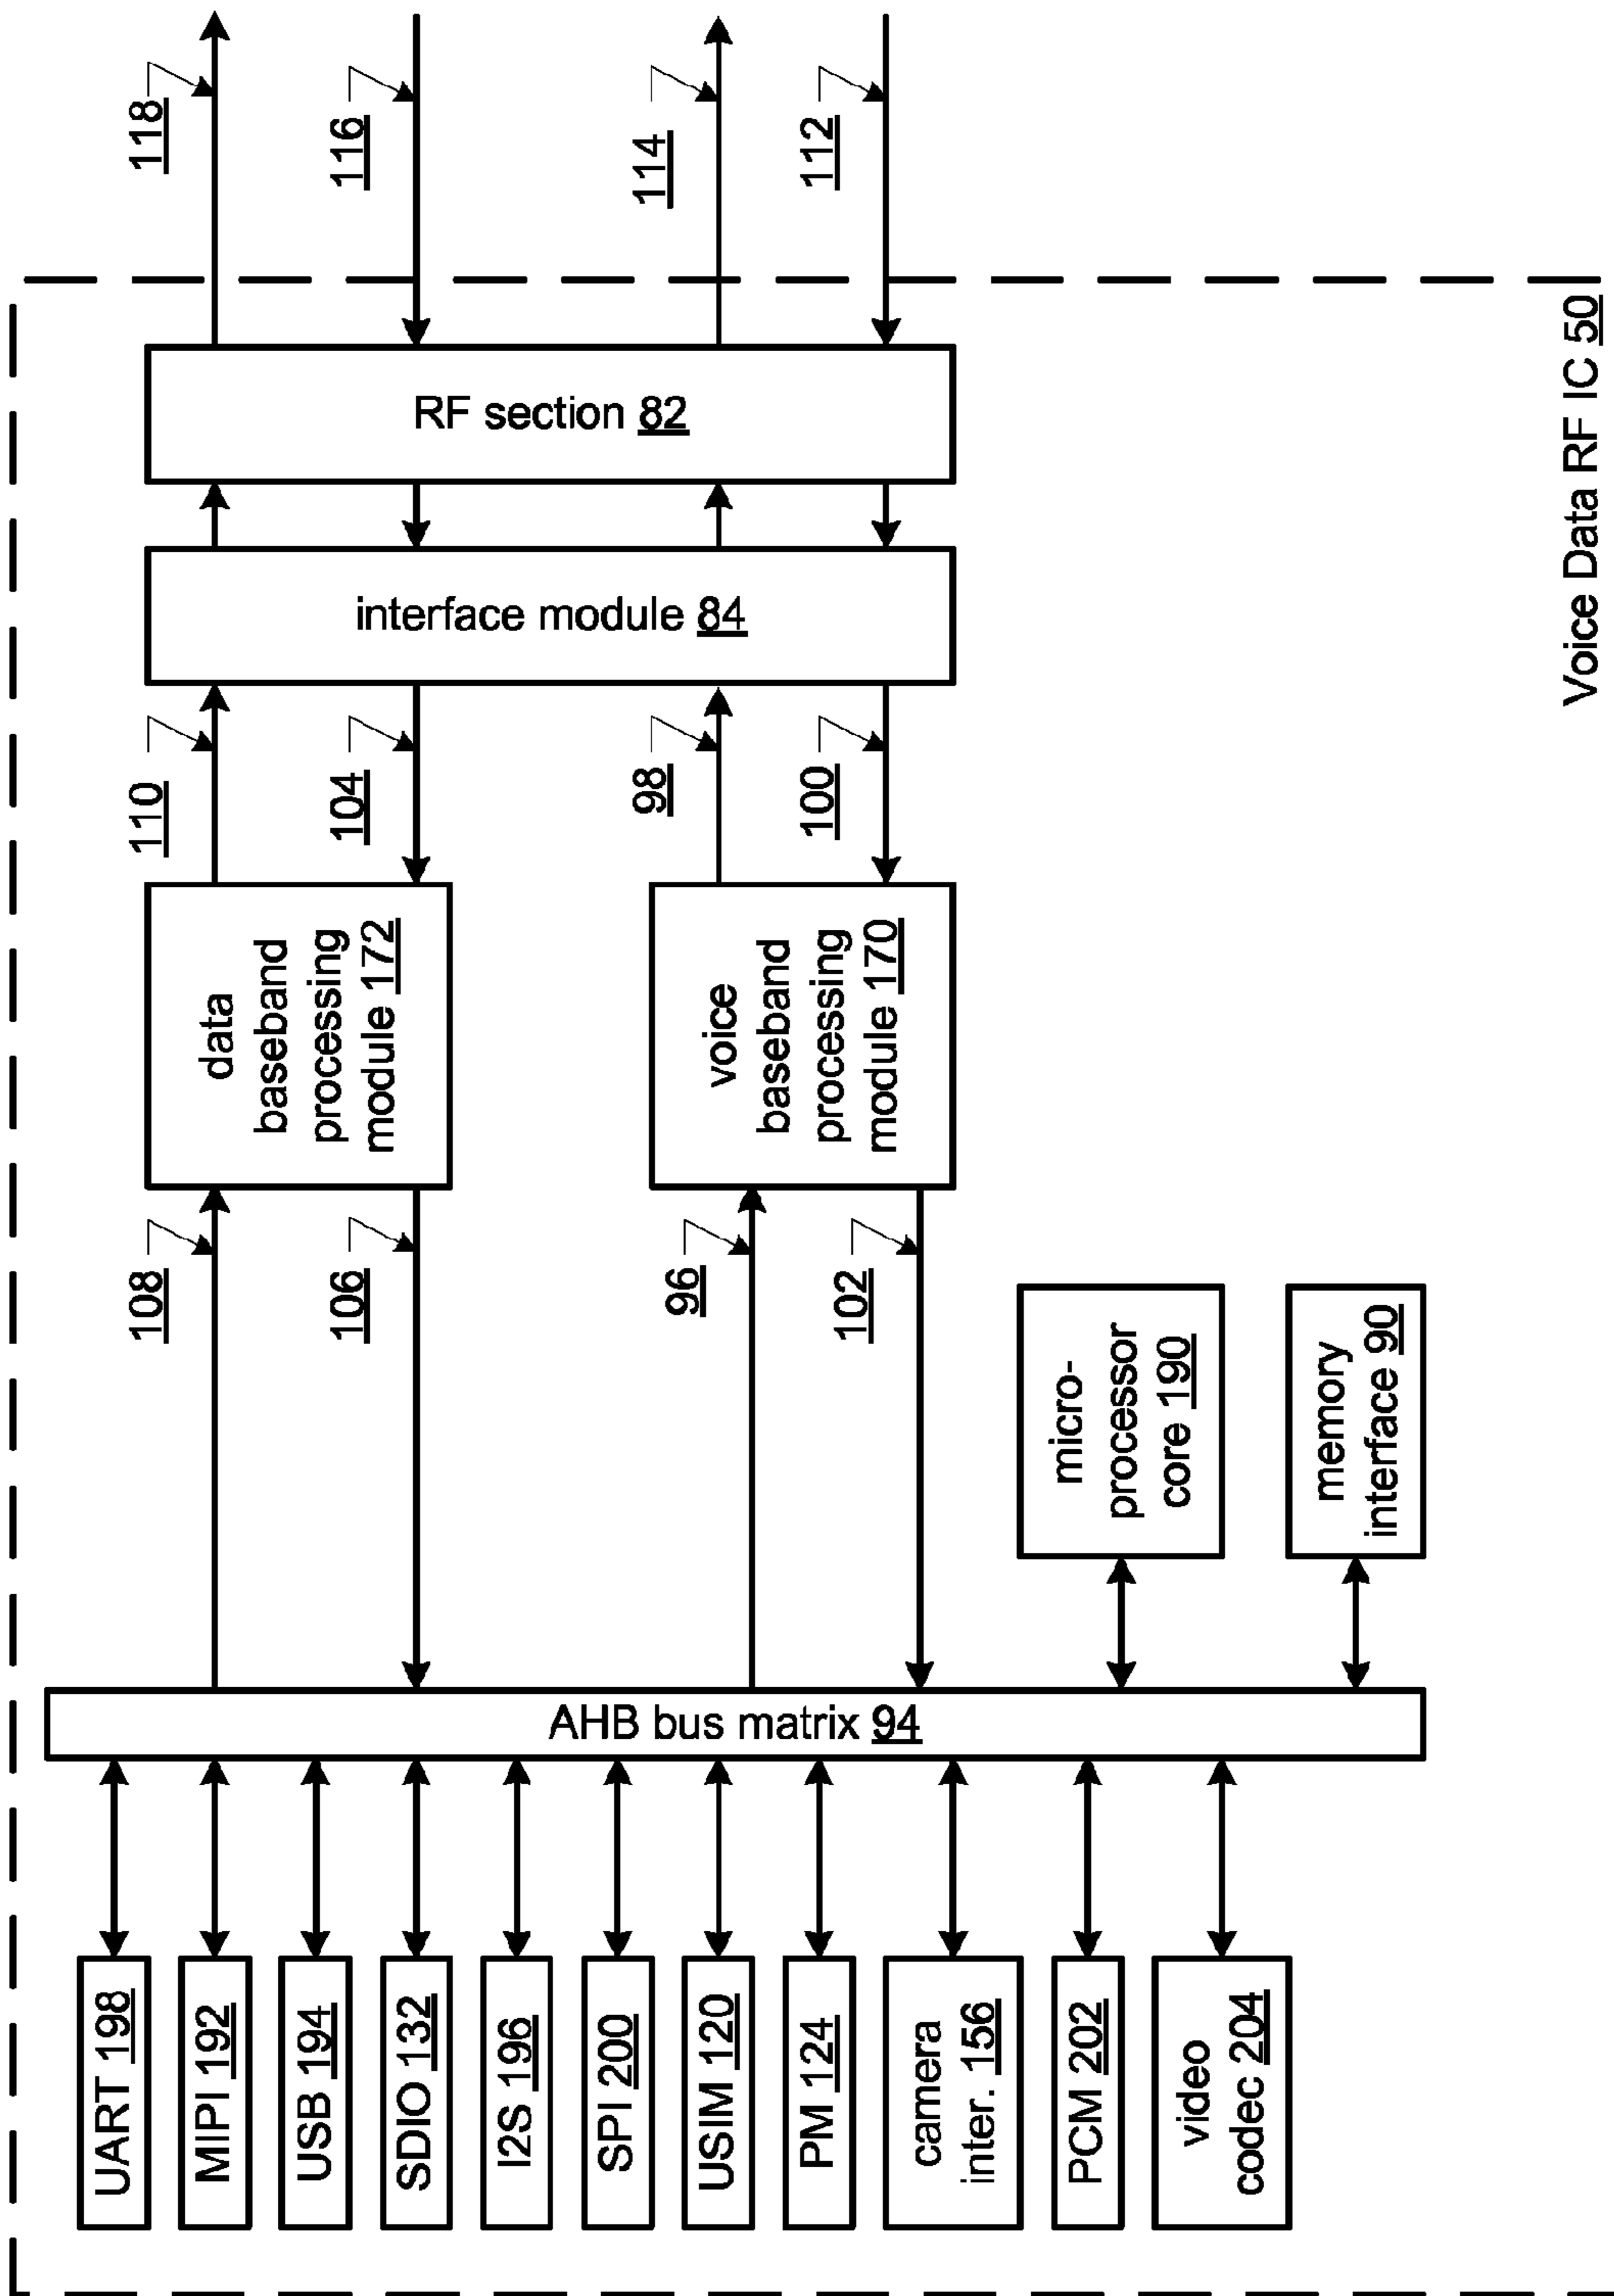 118
116
114
112
RF section 82
interface module 84
110
104
98
100
data
baseband
processing
module 172
voice
baseband
processing
module 170
108
106
96
102
micro-
processor
core 190
memory
interface 90
AHB bus matrix 94
UART 198
MIPI 192
USB 194
SDIO 132
I2S 196
SPI 200
USIM 120
PM 124
camera
inter. 156
PCM 202
video
codec 204
Voice Data RF IC 50